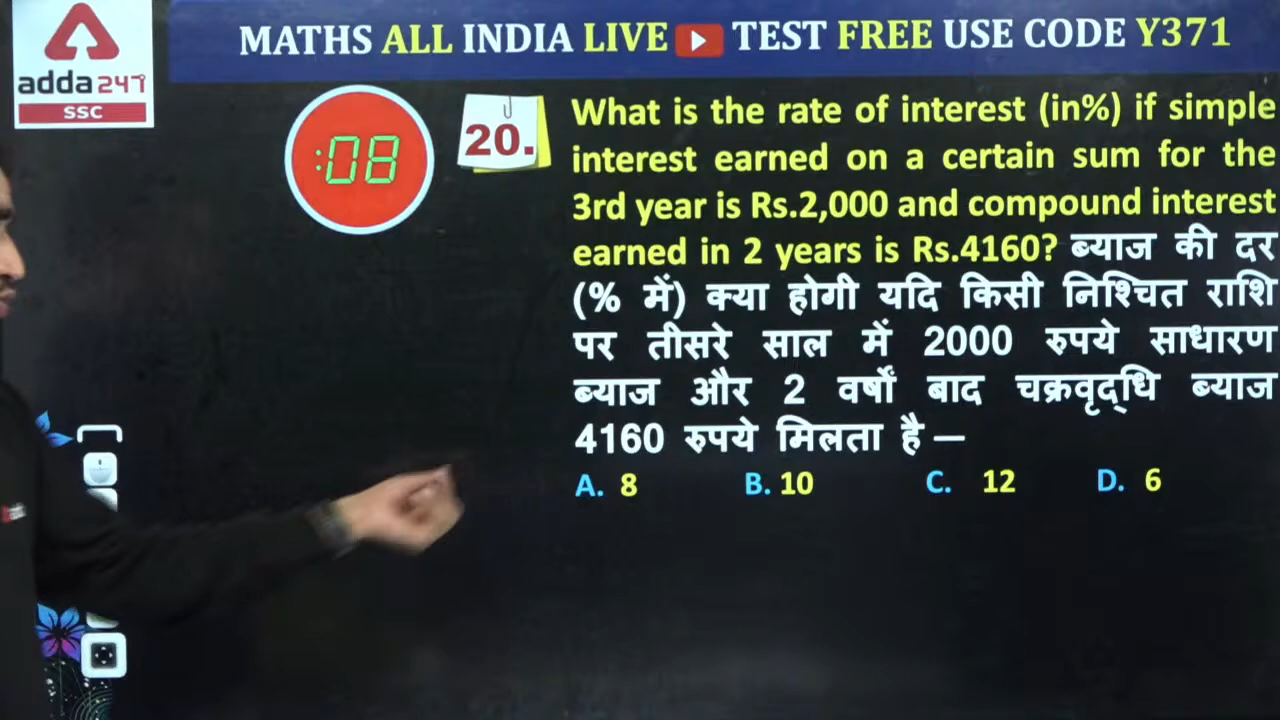 MATHS ALL INDIA LIVE TEST FREE USE CODE Y371
adda 247
SSC
:08
20.
What is the rate of interest (in%) if simple
interest earned on a certain sum for the
3rd year is Rs.2,000 and compound interest
earned in 2 years is Rs.4160? ब्याज की दर
(% में) क्या होगी यदि किसी निश्चित राशि
पर तीसरे साल में 2000 रुपये साधारण
ब्याज और 2 वर्षों बाद चक्रवृद्धि ब्याज
4160 रुपये मिलता है –
A. 8 B. 10 C. 12 D. 6